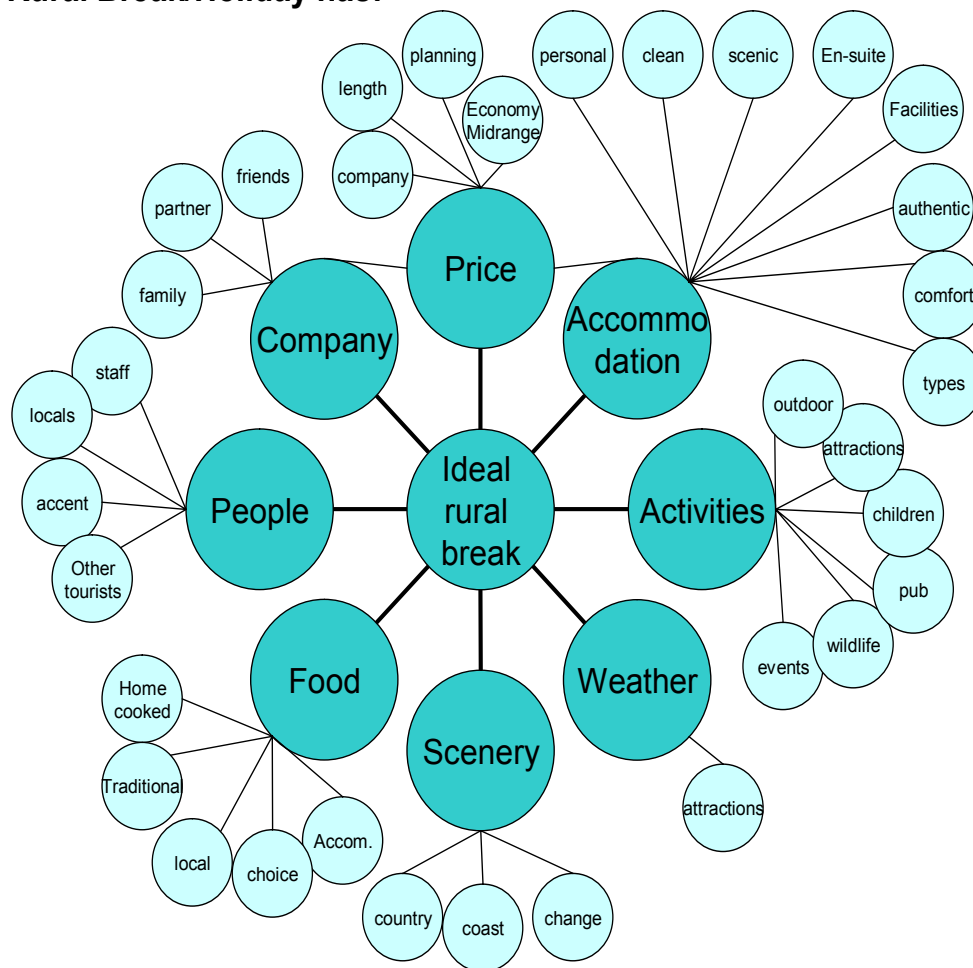 planning
personal
clean
scenic
En-suite
length
Economy
Midrange
Facilities
company
friends
partner
authentic
Price
family
comfort
Company
Accommo
dation
staff
types
locals
outdoor
attractions
accent
People
Ideal
rural
break
Activities
children
Other
tourists
pub
wildlife
events
Home
cooked
Food
Weather
Traditional
Scenery
attractions
local
choice
Accom.
country
coast
change